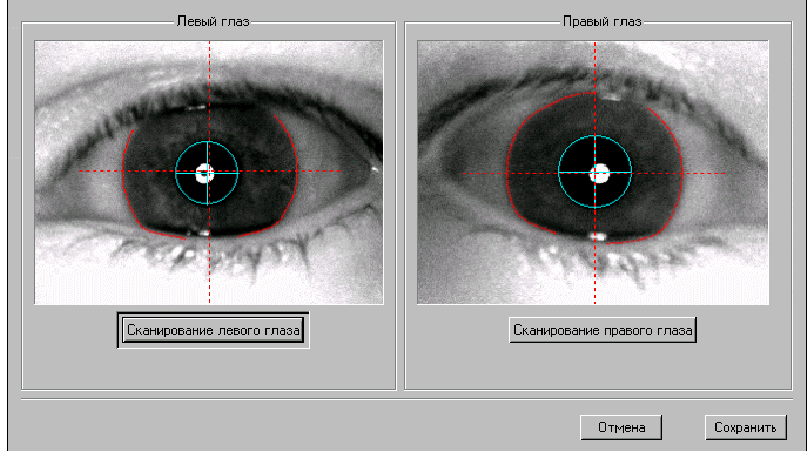 Левый глаз
Правый глаз
Сканирование левого глаза
Сканирование правого глаза
Отмена
Сохранить